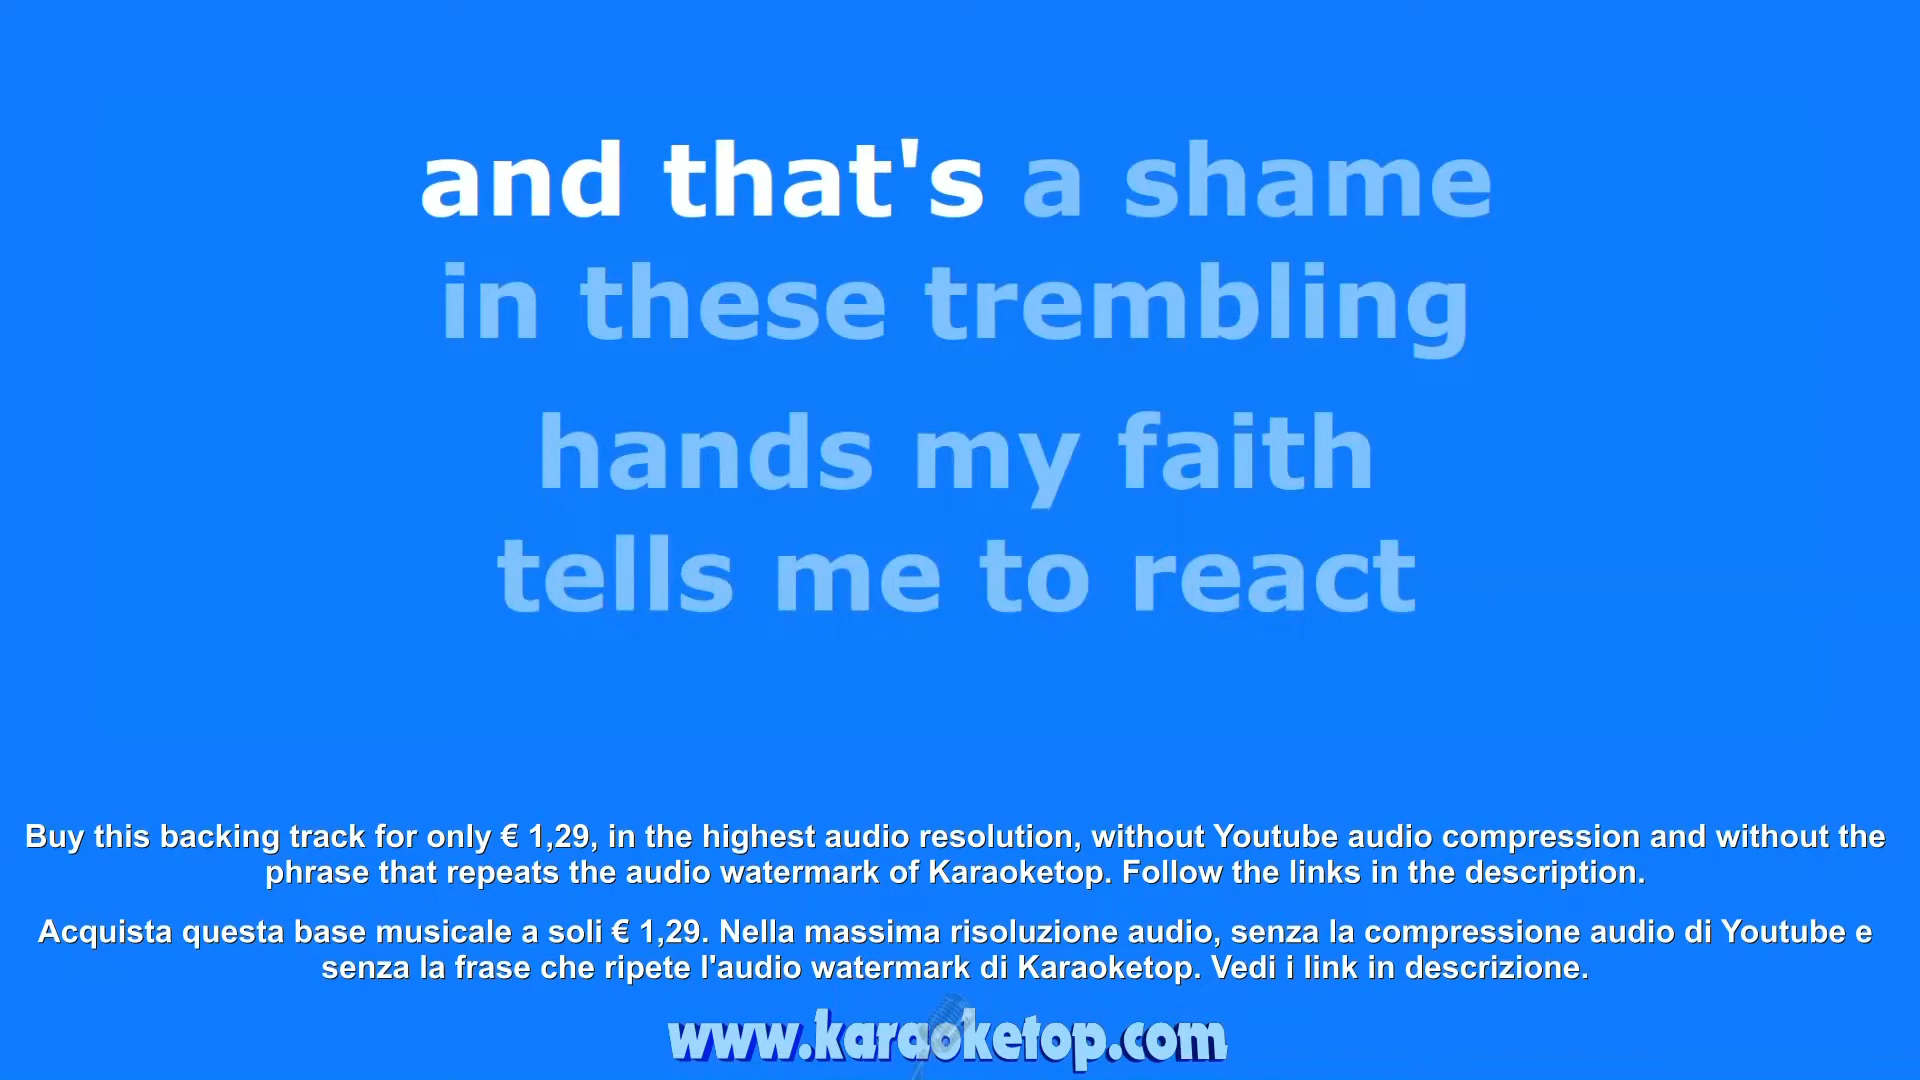 and that's a shame
in these trembling
hands my faith
tells me to react
Buy this backing track for only € 1,29, in the highest audio resolution, without Youtube audio compression and without the
phrase that repeats the audio watermark of Karaoketop. Follow the links in the description.
Acquista questa base musicale a soli € 1,29. Nella massima risoluzione audio, senza la compressione audio di Youtube e
senza la frase che ripete l'audio watermark di Karaoketop. Vedi i link in descrizione.
www.karaoketop.com